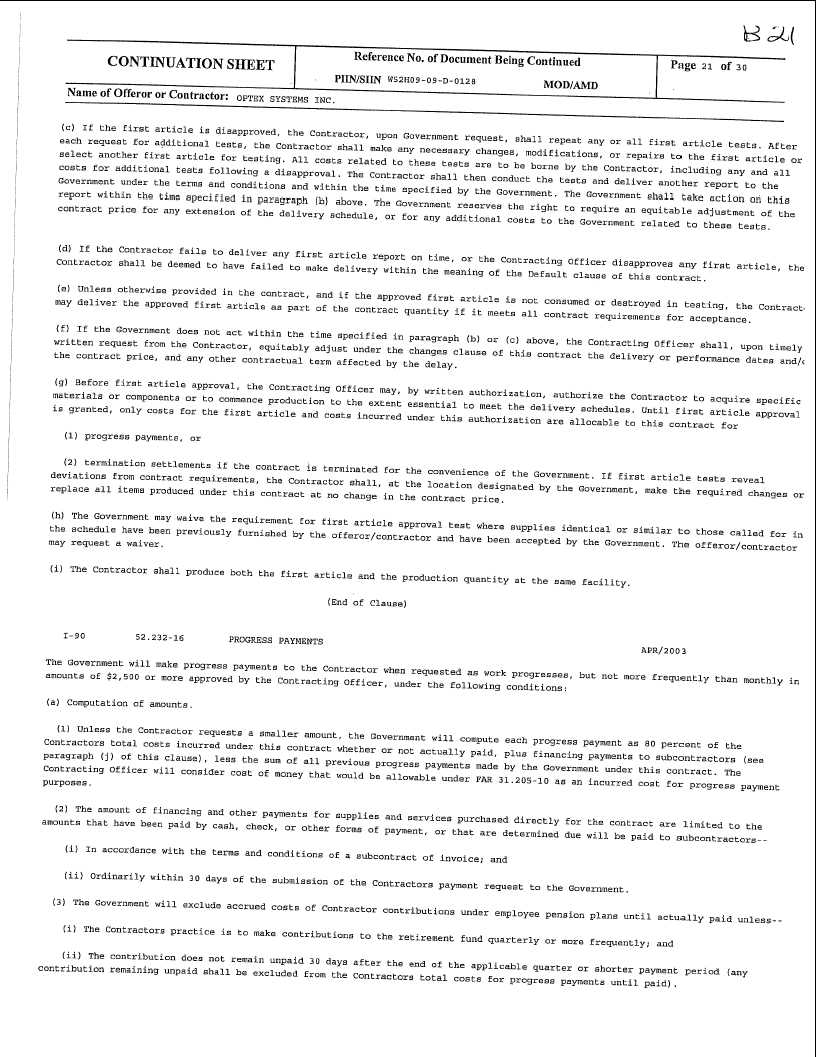 B 21
CONTINUATION SHEET
Reference No. of Document Being Continued
Page 21 of 30
PIIN/SIIN W52H09-09-D-0128
MOD/AMD
Name of Offeror or Contractor: OPTEX SYSTEMS INC.
(c) If the first article is disapproved, the Contractor, upon Government request, shall repeat any or all first article tests. After
each request for additional tests, the Contractor shall make any necessary changes, modifications, or repairs to the first article or
select another first article for testing. All costs related to these tests are to be borne by the Contractor, including any and all
costs for additional tests following a disapproval. The Contractor shall then conduct the tests and deliver another report to the
Government under the terms and conditions and within the time specified by the Government. The Government shall take action on this
report within the time specified in paragraph (b) above. The Government reserves the right to require an equitable adjustment of the
contract price for any extension of the delivery schedule, or for any additional costs to the Government related to these tests.
(d) If the Contractor fails to deliver any first article report on time, or the Contracting Officer disapproves any first article, the
Contractor shall be deemed to have failed to make delivery within the meaning of the Default clause of this contract.
(e) Unless otherwise provided in the contract, and if the approved first article is not consumed or destroyed in testing, the Contract
may deliver the approved first article as part of the contract quantity if it meets all contract requirements for acceptance.
(f) If the Government does not act within the time specified in paragraph (b) or (c) above, the Contracting Officer shall, upon timely
written request from the Contractor, equitably adjust under the changes clause of this contract the delivery or performance dates and/
the contract price, and any other contractual term affected by the delay.
(g) Before first article approval, the Contracting Officer may, by written authorization, authorize the Contractor to acquire specific
materials or components or to commence production to the extent essential to meet the delivery schedules. Until first article approval
is granted, only costs for the first article and costs incurred under this authorization are allocable to this contract for
(1) progress payments, or
(2) termination settlements if the contract is terminated for the convenience of the Government. If first article tests reveal
deviations from contract requirements, the Contractor shall, at the location designated by the Government, make the required changes or
replace all items produced under this contract at no change in the contract price.
(h) The Government may waive the requirement for first article approval test where supplies identical or similar to those called for in
the schedule have been previously furnished by the offeror/contractor and have been accepted by the Government. The offeror/contractor
may request a waiver.
(i) The Contractor shall produce both the first article and the production quantity at the same facility.
(End of Clause)
I-90 52.232-16 PROGRESS PAYMENTS APR/2003
The Government will make progress payments to the Contractor when requested as work progresses, but not more frequently than monthly in
amounts of $2,500 or more approved by the Contracting Officer, under the following conditions:
(a) Computation of amounts.
(1) Unless the Contractor requests a smaller amount, the Government will compute each progress payment as 80 percent of the
Contractors total costs incurred under this contract whether or not actually paid, plus financing payments to subcontractors (see
paragraph (j) of this clause), less the sum of all previous progress payments made by the Government under this contract. The
Contracting Officer will consider cost of money that would be allowable under FAR 31.205-10 as an incurred cost for progress payment
purposes.
(2) The amount of financing and other payments for supplies and services purchased directly for the contract are limited to the
amounts that have been paid by cash, check, or other forms of payment, or that are determined due will be paid to subcontractors--
(i) In accordance with the terms and conditions of a subcontract of invoice; and
(ii) Ordinarily within 30 days of the submission of the Contractors payment request to the Government.
(3) The Government will exclude accrued costs of Contractor contributions under employee pension plans until actually paid unless--
(i) The Contractors practice is to make contributions to the retirement fund quarterly or more frequently; and
(ii) The contribution does not remain unpaid 30 days after the end of the applicable quarter or shorter payment period (any
contribution remaining unpaid shall be excluded from the Contractors total costs for progress payments until paid).